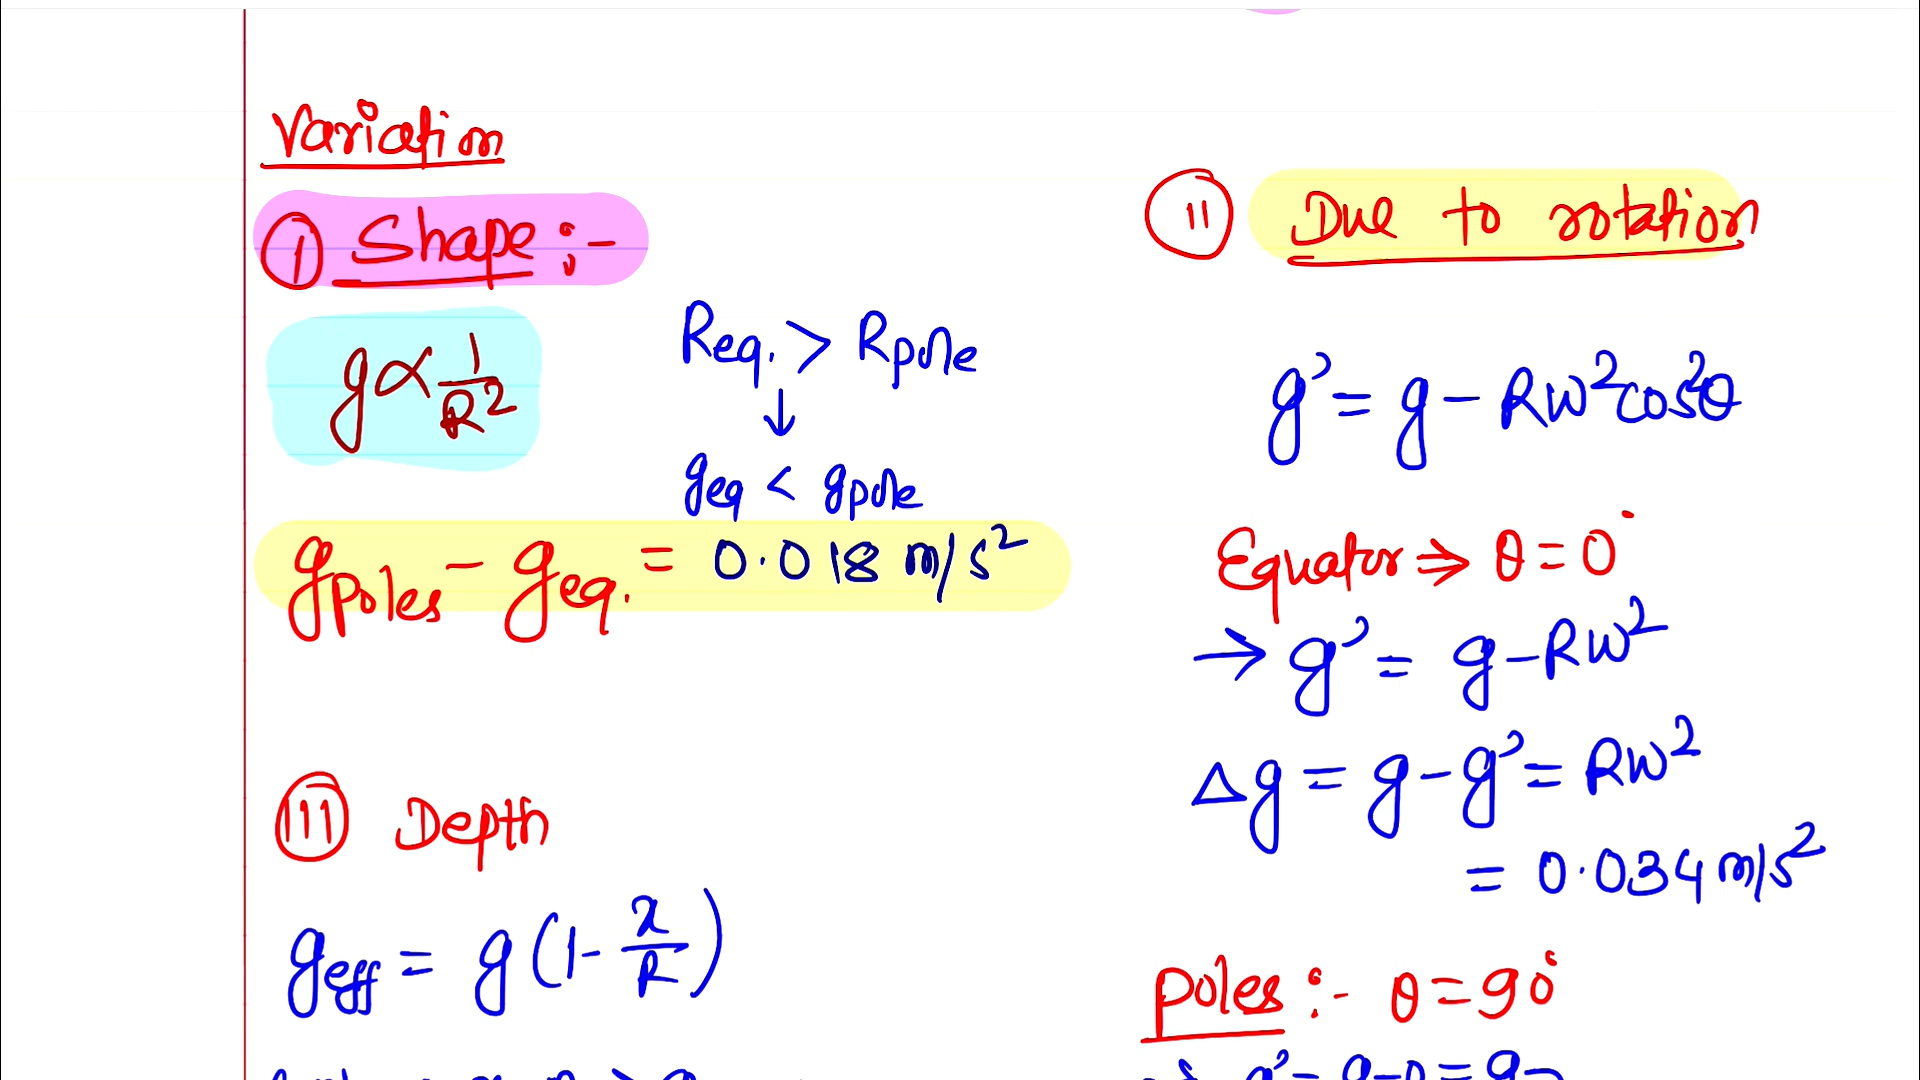 Variation
I Shape :-
g ∝ 1/R²
Req. > Rpole
↓
geq < gpole
gpoles - geq. = 0.018 m/s²
III Depth
geff = g(1 - x/R)
II Due to rotation
g' = g - Rω²cos²θ
Equator ⇒ θ = 0°
→ g' = g - Rω²
Δg = g - g' = Rω²
= 0.034 m/s²
Poles :- θ = 90°
g' = g - 0 = g